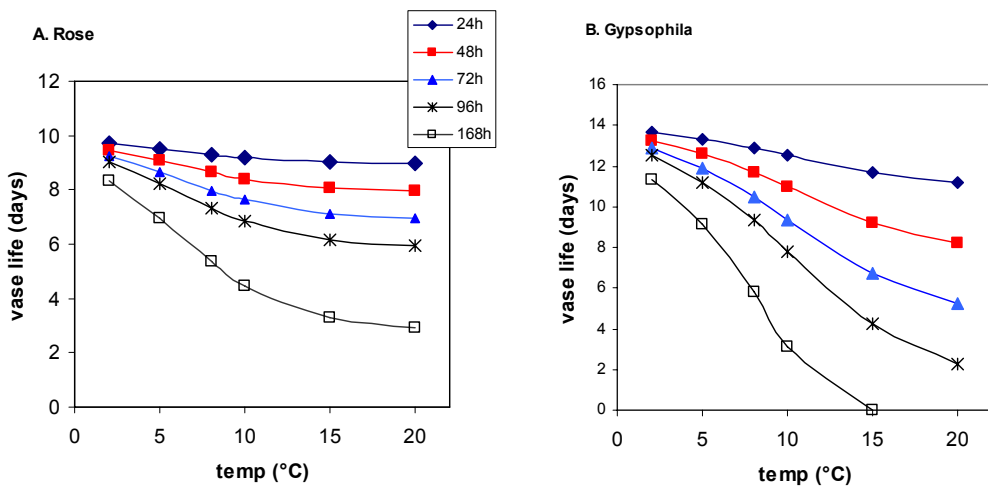 A. Rose
24h
48h
72h
96h
168h
vase life (days)
12
10
8
6
4
2
0
0 5 10 15 20
temp (°C)
B. Gypsophila
vase life (days)
16
14
12
10
8
6
4
2
0
0 5 10 15 20
temp (°C)